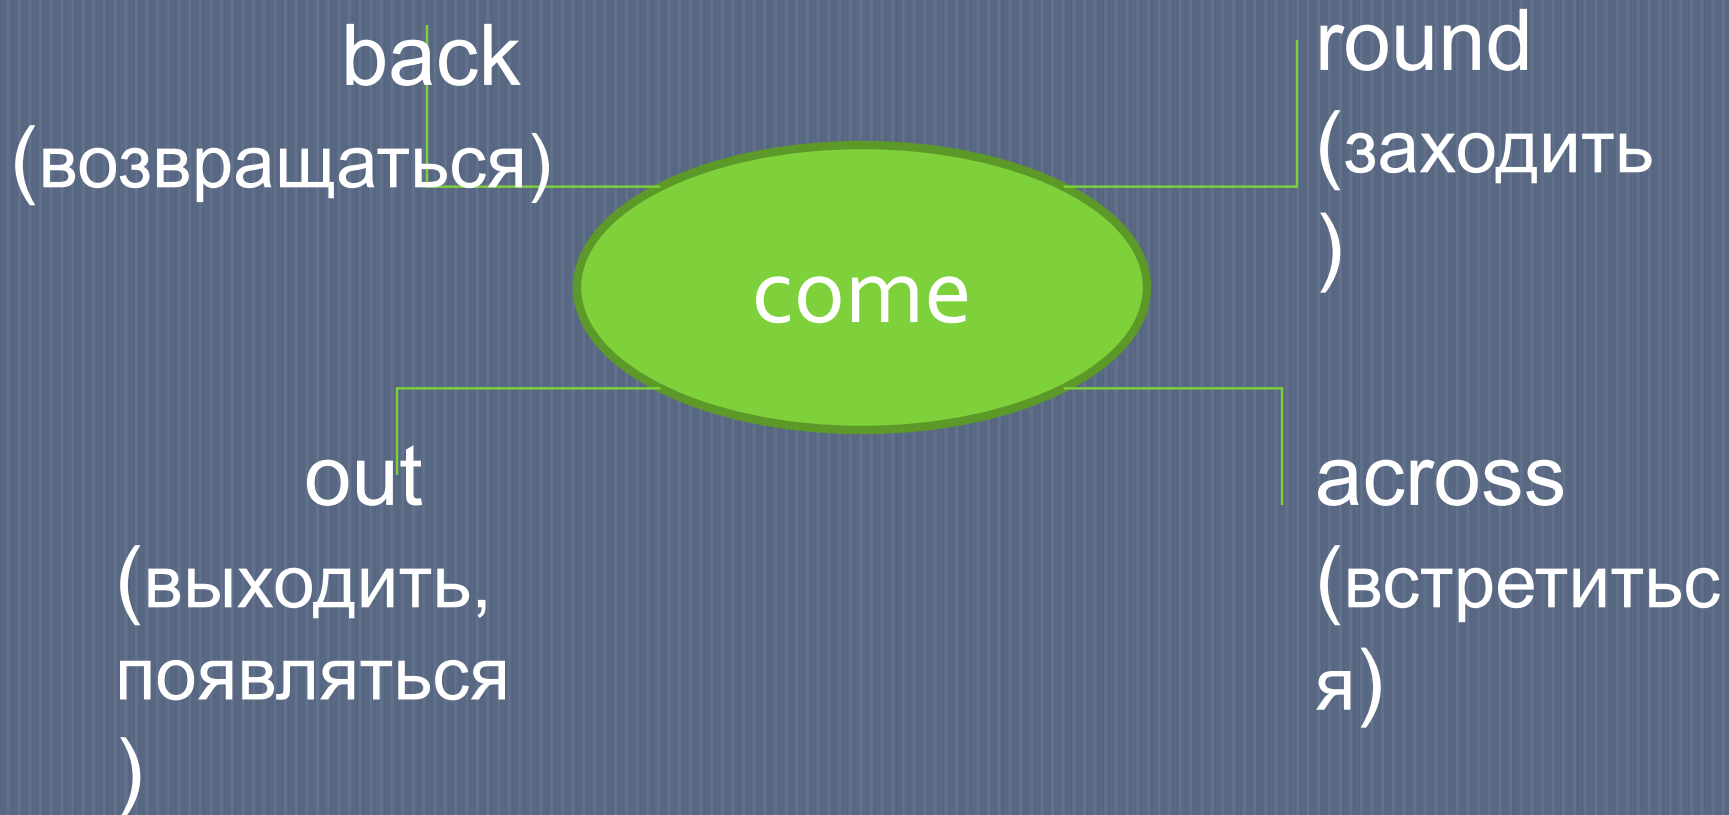 back
(возвращаться)
round
(заходить
)
come
out
(выходить,
появляться
)
across
(встретитьс
я)